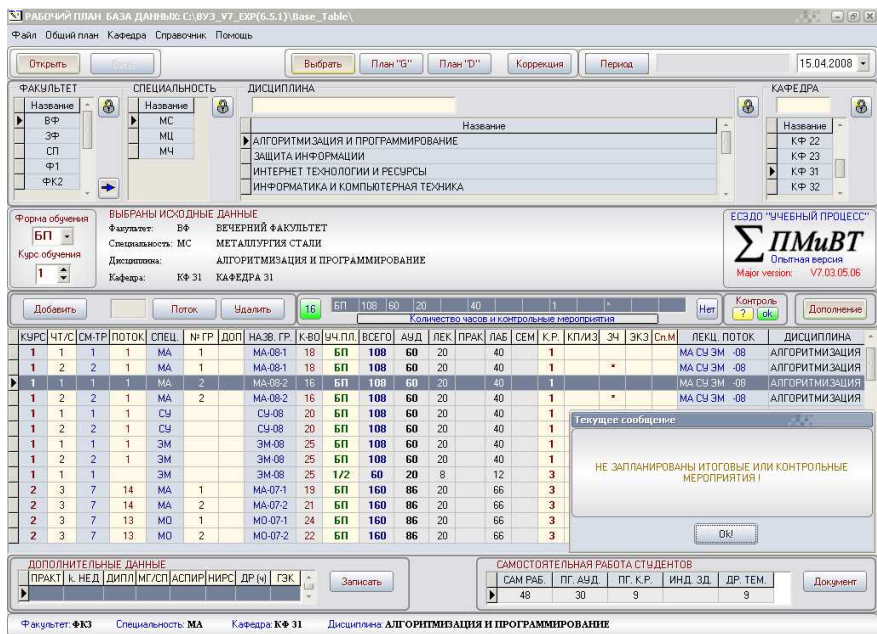 РАБОЧИЙ ПЛАН БАЗА ДАННЫХ: C:\ВУЗ_V7_EXP(6.5.1)\Base_Table\
Файл Общий план Кафедра Справочник Помощь
Открыть Выбрать План "G" План "D" Коррекция Период 15.04.2008
ФАКУЛЬТЕТ СПЕЦИАЛЬНОСТЬ ДИСЦИПЛИНА КАФЕДРА
Название Название Название Название
ВФ МС АЛГОРИТМИЗАЦИЯ И ПРОГРАММИРОВАНИЕ КФ 22
ЗФ МЦ ЗАЩИТА ИНФОРМАЦИИ КФ 23
СП МЧ ИНТЕРНЕТ ТЕХНОЛОГИИ И РЕСУРСЫ КФ 31
Ф1 ИНФОРМАТИКА И КОМПЬЮТЕРНАЯ ТЕХНИКА КФ 32
ФК2
Форма обучения ВЫБРАНЫ ИСХОДНЫЕ ДАННЫЕ ЕСЭДО "УЧЕБНЫЙ ПРОЦЕСС"
БП Факультет: ВФ ВЕЧЕРНИЙ ФАКУЛЬТЕТ
Специальность: МС МЕТАЛЛУРГИЯ СТАЛИ ∑ ПМиВТ
Курс обучения Дисциплина: АЛГОРИТМИЗАЦИЯ И ПРОГРАММИРОВАНИЕ Опытная версия
1 Кафедра: КФ 31 КАФЕДРА 31 Major version: V7.03.05.06
Добавить Поток Удалить 16 БП 108 60 20 40 1 * Нет Контроль ? ok Дополнение
Количество часов и контрольные мероприятия
КУРС ЧТ/С СМ-ТР ПОТОК СПЕЦ. № ГР ДОП НАЗВ. ГР. К-ВО УЧ.ПЛ. ВСЕГО АУД ЛЕК ПРАК ЛАБ СЕМ К.Р. КП/ИЗ ЗЧ ЭКЗ Сп.М ЛЕКЦ. ПОТОК ДИСЦИПЛИНА
1 1 1 1 МА 1 МА-08-1 18 БП 108 60 20 40 1 МА СУ ЭМ -08 АЛГОРИТМИЗАЦИЯ
1 2 2 1 МА 1 МА-08-1 18 БП 108 60 20 40 1 * МА СУ ЭМ -08 АЛГОРИТМИЗАЦИЯ
1 1 1 1 МА 2 МА-08-2 16 БП 108 60 20 40 1 МА СУ ЭМ -08 АЛГОРИТМИЗАЦИЯ
1 2 2 1 МА 2 МА-08-2 16 БП 108 60 20 40 1 * МА СУ ЭМ -08 АЛГОРИТМИЗАЦИЯ
1 1 1 1 СУ СУ-08 20 БП 108 60 20 40 1
1 2 2 1 СУ СУ-08 20 БП 108 60 20 40 1
1 1 1 1 ЭМ ЭМ-08 25 БП 108 60 20 40 1
1 2 2 1 ЭМ ЭМ-08 25 БП 108 60 20 40 1
1 1 1 ЭМ ЭМ-08 25 1/2 60 20 8 12 3
2 3 7 14 МА 1 МА-07-1 19 БП 160 86 20 66 3
2 3 7 14 МА 2 МА-07-2 21 БП 160 86 20 66 3
2 3 7 13 МО 1 МО-07-1 24 БП 160 86 20 66 3
2 3 7 13 МО 2 МО-07-2 22 БП 160 86 20 66 3
Текущее сообщение
НЕ ЗАПЛАНИРОВАНЫ ИТОГОВЫЕ ИЛИ КОНТРОЛЬНЫЕ
МЕРОПРИЯТИЯ !
Ok!
ДОПОЛНИТЕЛЬНЫЕ ДАННЫЕ САМОСТОЯТЕЛЬНАЯ РАБОТА СТУДЕНТОВ
ПРАКТ к. НЕД ДИПЛ МГ/СП АСПИР НИРС ДР (ч) ГЭК Записать САМ РАБ. ПГ. АУД. ПГ. К.Р. ИНД. ЗД. ДР. ТЕМ. Документ
48 30 9 9
Факультет: ФК3 Специальность: МА Кафедра: КФ 31 Дисциплина: АЛГОРИТМИЗАЦИЯ И ПРОГРАММИРОВАНИЕ